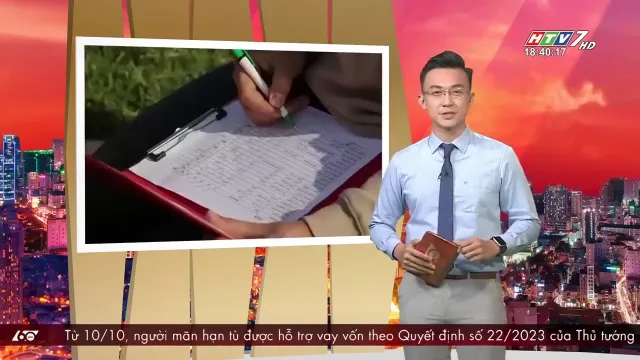 HTV7 HD
18:40:17
60
Từ 10/10, người mãn hạn tù được hỗ trợ vay vốn theo Quyết định số 22/2023 của Thủ tướng